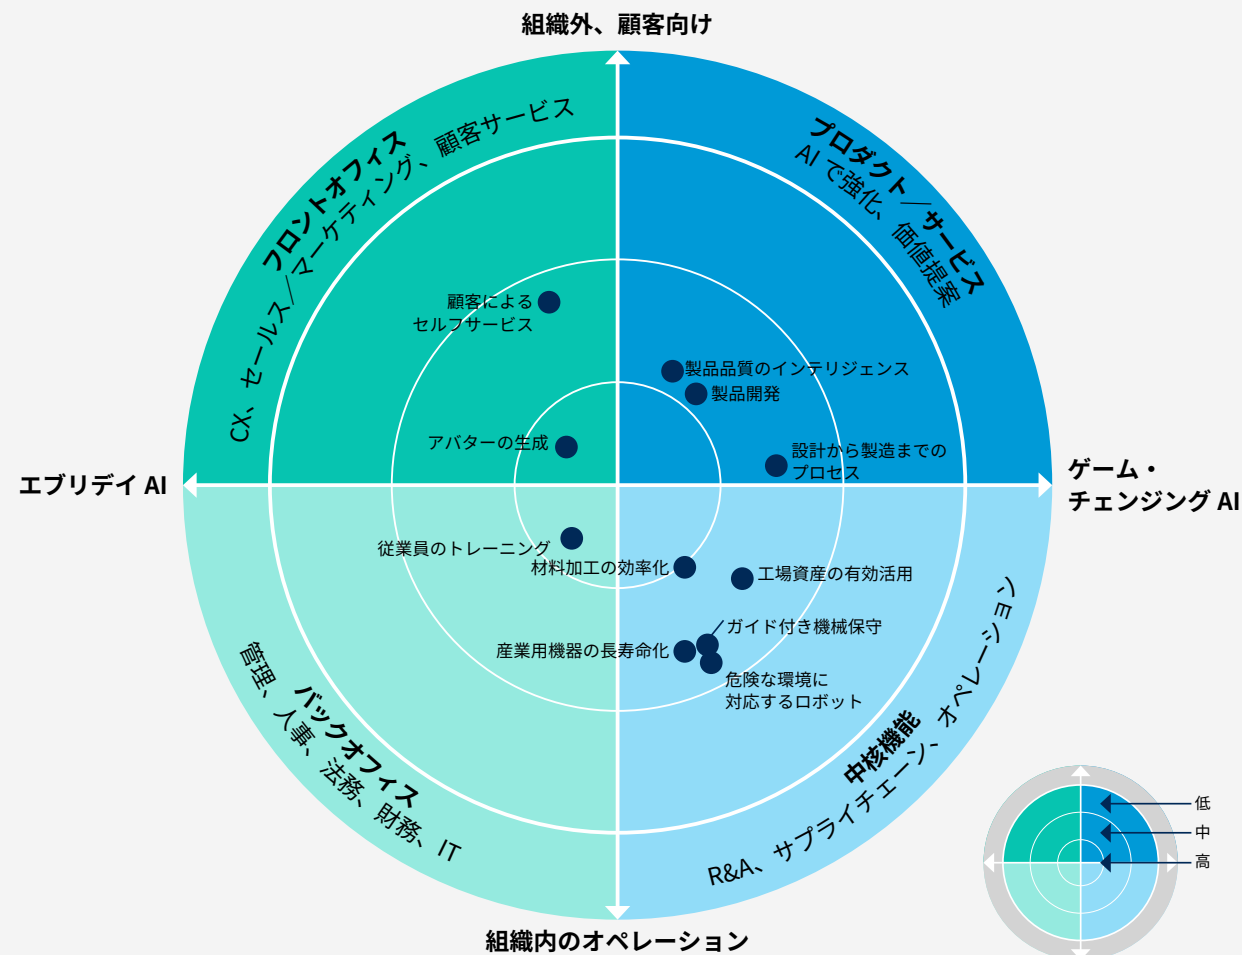 組織外、顧客向け
フロントオフィス
CX、セールス／マーケティング、顧客サービス
プロダクト／サービス
AI で強化、価値提案
顧客による
セルフサービス
製品品質のインテリジェンス
製品開発
アバターの生成
設計から製造までの
プロセス
エブリデイ AI
ゲーム・
チェンジング AI
従業員のトレーニング
材料加工の効率化
工場資産の有効活用
ガイド付き機械保守
産業用機器の長寿命化
危険な環境に
対応するロボット
バックオフィス
管理、人事、法務、財務、IT
中核機能
R&A、サプライチェーン、オペレーション
組織内のオペレーション
低
中
高